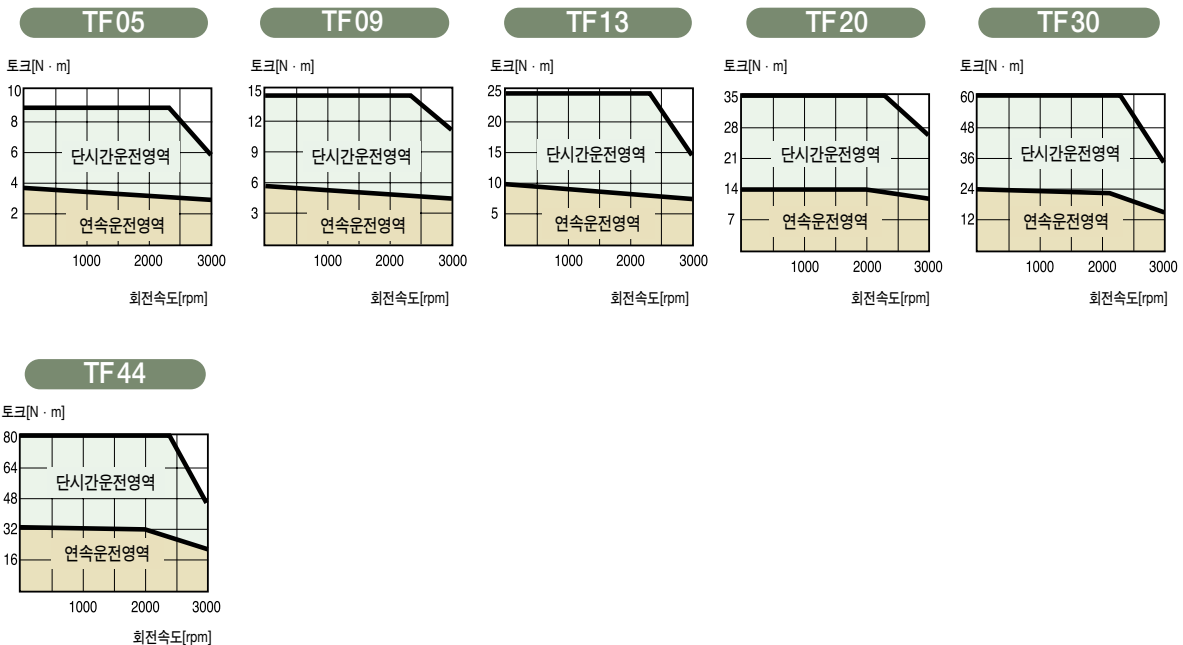 TF05
토크[N · m]
10
8
6
4
2
단시간운전영역
연속운전영역
1000 2000 3000
회전속도[rpm]
TF09
토크[N · m]
15
12
9
6
3
단시간운전영역
연속운전영역
1000 2000 3000
회전속도[rpm]
TF13
토크[N · m]
25
20
15
10
5
단시간운전영역
연속운전영역
1000 2000 3000
회전속도[rpm]
TF20
토크[N · m]
35
28
21
14
7
단시간운전영역
연속운전영역
1000 2000 3000
회전속도[rpm]
TF30
토크[N · m]
60
48
36
24
12
단시간운전영역
연속운전영역
1000 2000 3000
회전속도[rpm]
TF44
토크[N · m]
80
64
48
32
16
단시간운전영역
연속운전영역
1000 2000 3000
회전속도[rpm]